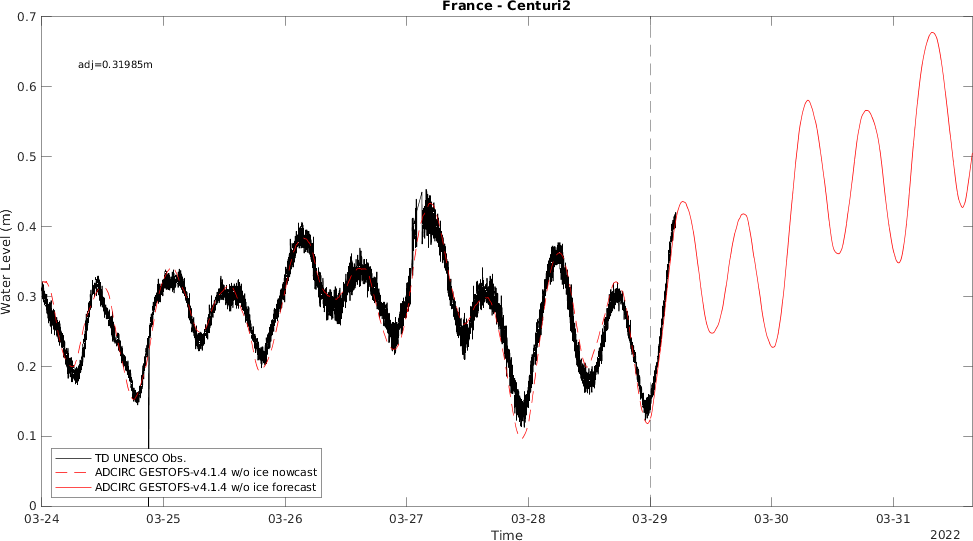 France - Centuri2
adj=0.31985m
0.7
0.6
0.5
0.4
0.3
0.2
0.1
0
Water Level (m)
TD UNESCO Obs.
ADCIRC GESTOFS-v4.1.4 w/o ice nowcast
ADCIRC GESTOFS-v4.1.4 w/o ice forecast
03-24 03-25 03-26 03-27 03-28 03-29 03-30 03-31
Time
2022